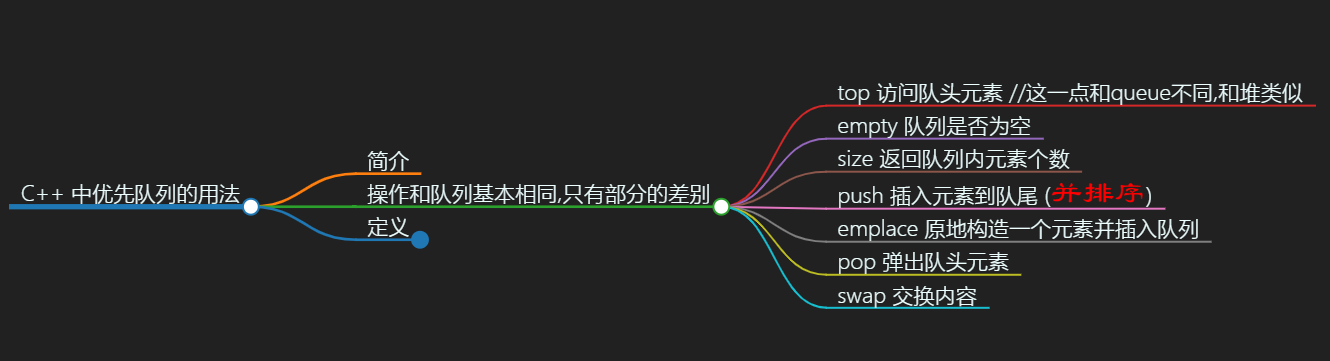 C++ 中优先队列的用法
简介
操作和队列基本相同,只有部分的差别
定义
top 访问队头元素 //这一点和queue不同,和堆类似
empty 队列是否为空
size 返回队列内元素个数
push 插入元素到队尾 (并排序)
emplace 原地构造一个元素并插入队列
pop 弹出队头元素
swap 交换内容